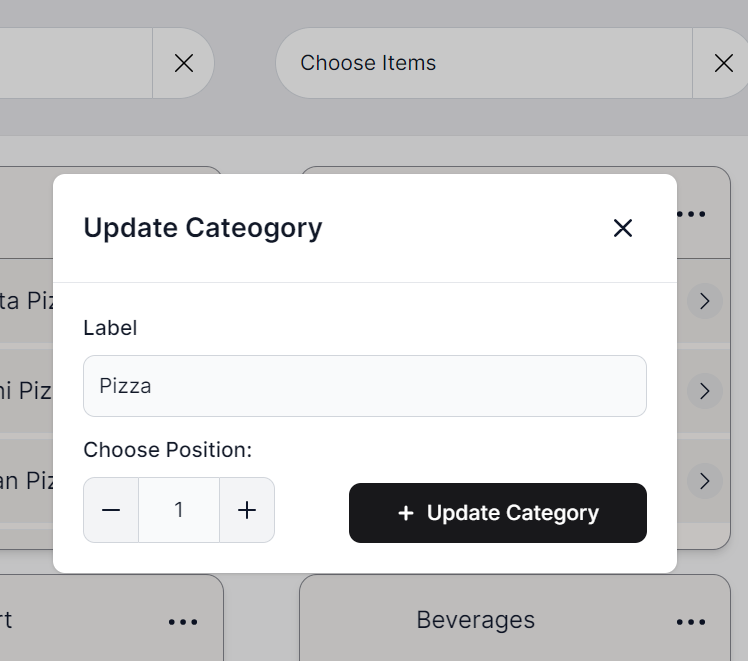 Choose Items
Update Cateogory
ta Piz
Label
Pizza
ni Piz
Choose Position:
an Piz
1
+ Update Category
rt
Beverages